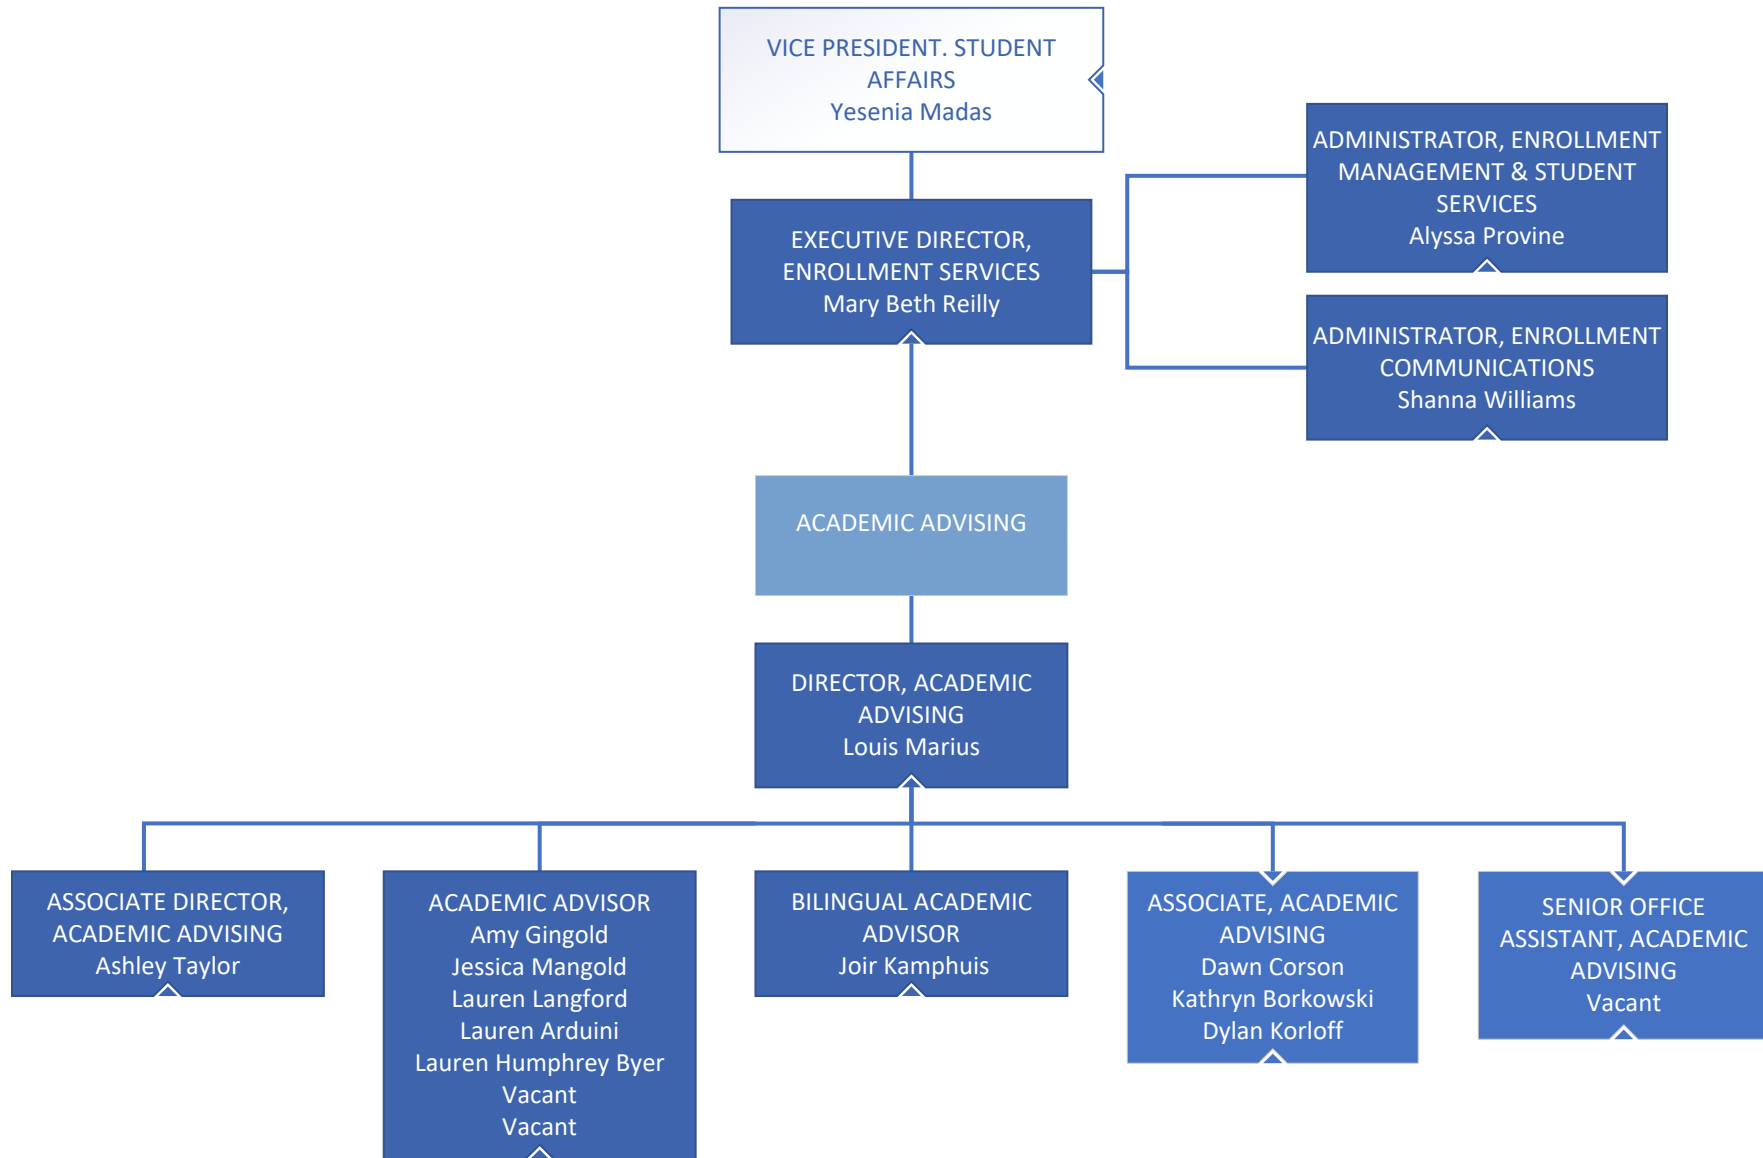 VICE PRESIDENT. STUDENT
AFFAIRS
Yesenia Madas
EXECUTIVE DIRECTOR,
ENROLLMENT SERVICES
Mary Beth Reilly
ADMINISTRATOR, ENROLLMENT
MANAGEMENT & STUDENT
SERVICES
Alyssa Provine
ADMINISTRATOR, ENROLLMENT
COMMUNICATIONS
Shanna Williams
ACADEMIC ADVISING
DIRECTOR, ACADEMIC
ADVISING
Louis Marius
ASSOCIATE DIRECTOR,
ACADEMIC ADVISING
Ashley Taylor
ACADEMIC ADVISOR
Amy Gingold
Jessica Mangold
Lauren Langford
Lauren Arduini
Lauren Humphrey Byer
Vacant
Vacant
BILINGUAL ACADEMIC
ADVISOR
Joir Kamphuis
ASSOCIATE, ACADEMIC
ADVISING
Dawn Corson
Kathryn Borkowski
Dylan Korloff
SENIOR OFFICE
ASSISTANT, ACADEMIC
ADVISING
Vacant